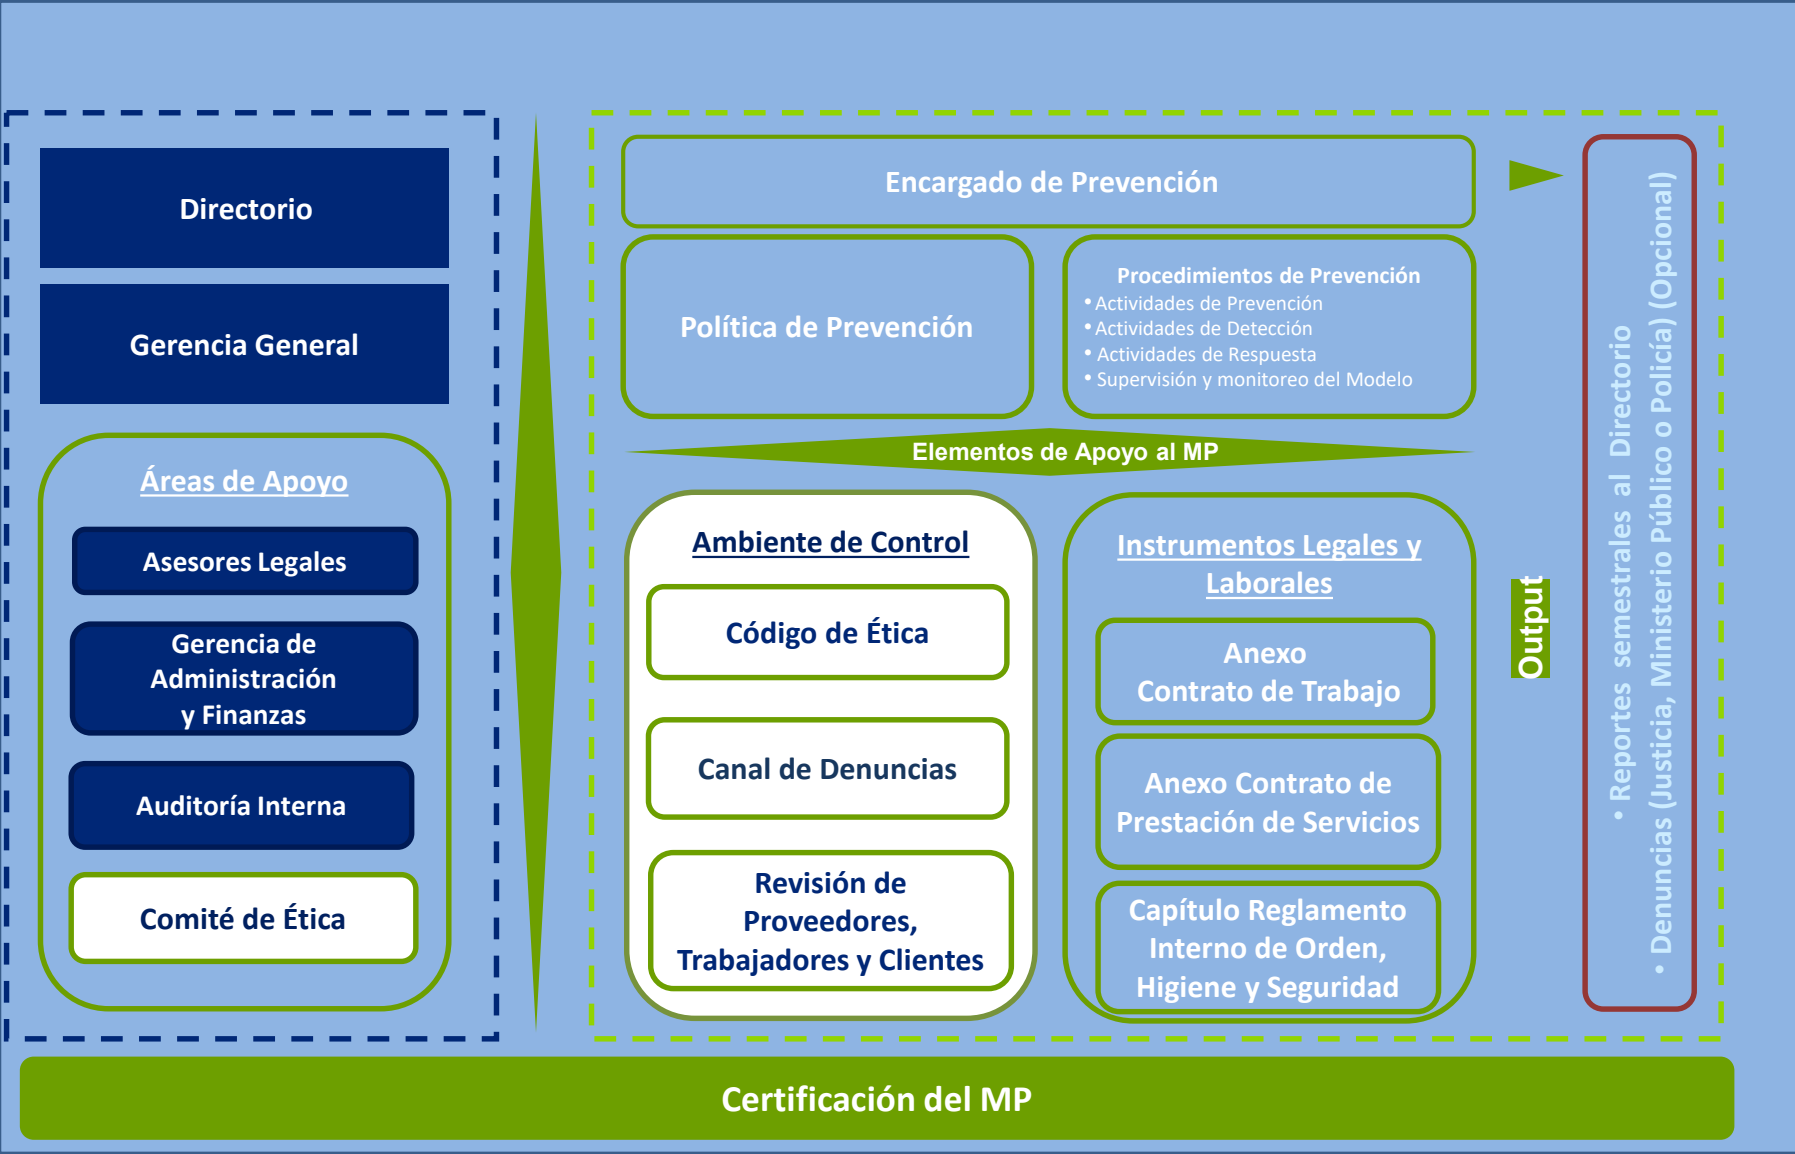 Directorio
Gerencia General
Áreas de Apoyo
Asesores Legales
Gerencia de
Administración
y Finanzas
Auditoría Interna
Comité de Ética
Encargado de Prevención
Política de Prevención
Procedimientos de Prevención
• Actividades de Prevención
• Actividades de Detección
• Actividades de Respuesta
• Supervisión y monitoreo del Modelo
Elementos de Apoyo al MP
Ambiente de Control
Código de Ética
Canal de Denuncias
Revisión de
Proveedores,
Trabajadores y Clientes
Instrumentos Legales y
Laborales
Anexo
Contrato de Trabajo
Anexo Contrato de
Prestación de Servicios
Capítulo Reglamento
Interno de Orden,
Higiene y Seguridad
Output
• Reportes semestrales al Directorio
• Denuncias (Justicia, Ministerio Público o Policía) (Opcional)
Certificación del MP